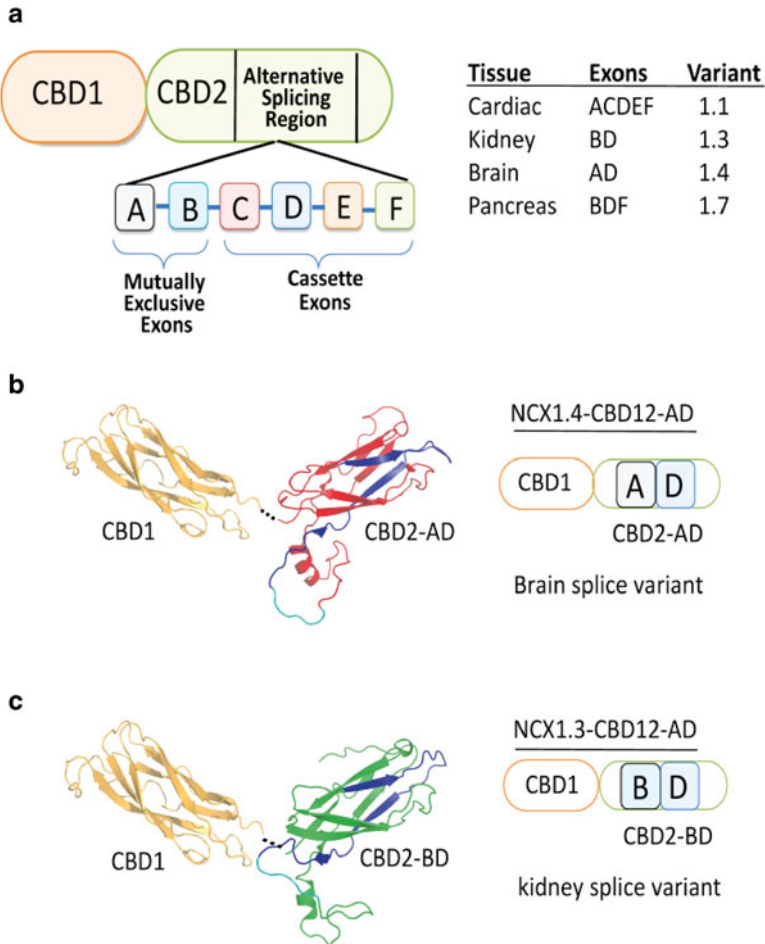 a
CBD1
CBD2
Alternative
Splicing
Region
A B C D E F
Mutually
Exclusive
Exons
Cassette
Exons
Tissue Exons Variant
Cardiac ACDEF 1.1
Kidney BD 1.3
Brain AD 1.4
Pancreas BDF 1.7
b
CBD1
CBD2-AD
NCX1.4-CBD12-AD
CBD1 A D
CBD2-AD
Brain splice variant
c
CBD1
CBD2-BD
NCX1.3-CBD12-AD
CBD1 B D
CBD2-BD
kidney splice variant